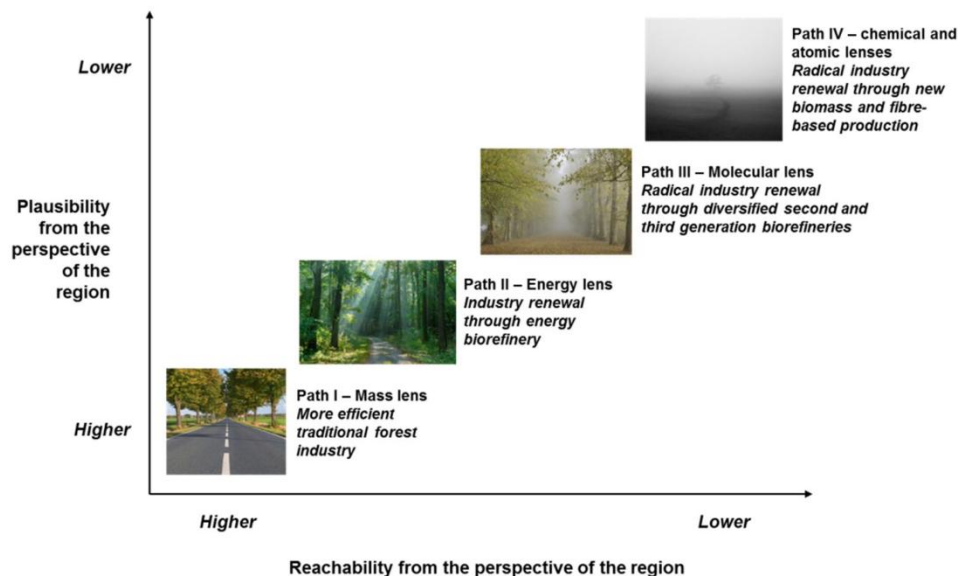 Lower
Plausibility
from the
perspective
of the
region
Higher
Path IV – chemical and
atomic lenses
Radical industry
renewal through new
biomass and fibre-
based production
Path III – Molecular lens
Radical industry renewal
through diversified second and
third generation biorefineries
Path II – Energy lens
Industry renewal
through energy
biorefinery
Path I – Mass lens
More efficient
traditional forest
industry
Higher
Lower
Reachability from the perspective of the region